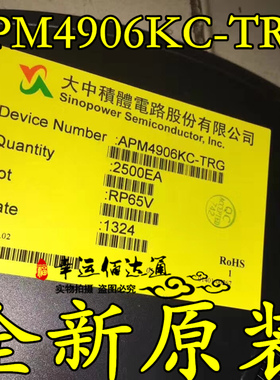 APM4906KC-TRG
大中積體電路股份有限公司
Sinopower Semiconductor, Inc.
Device Number :APM4906KC-TRG
Quantity :2500EA
:RP65V
:1324
RoHS
幸运佰达通
实物拍摄 盗图必究
全新原装